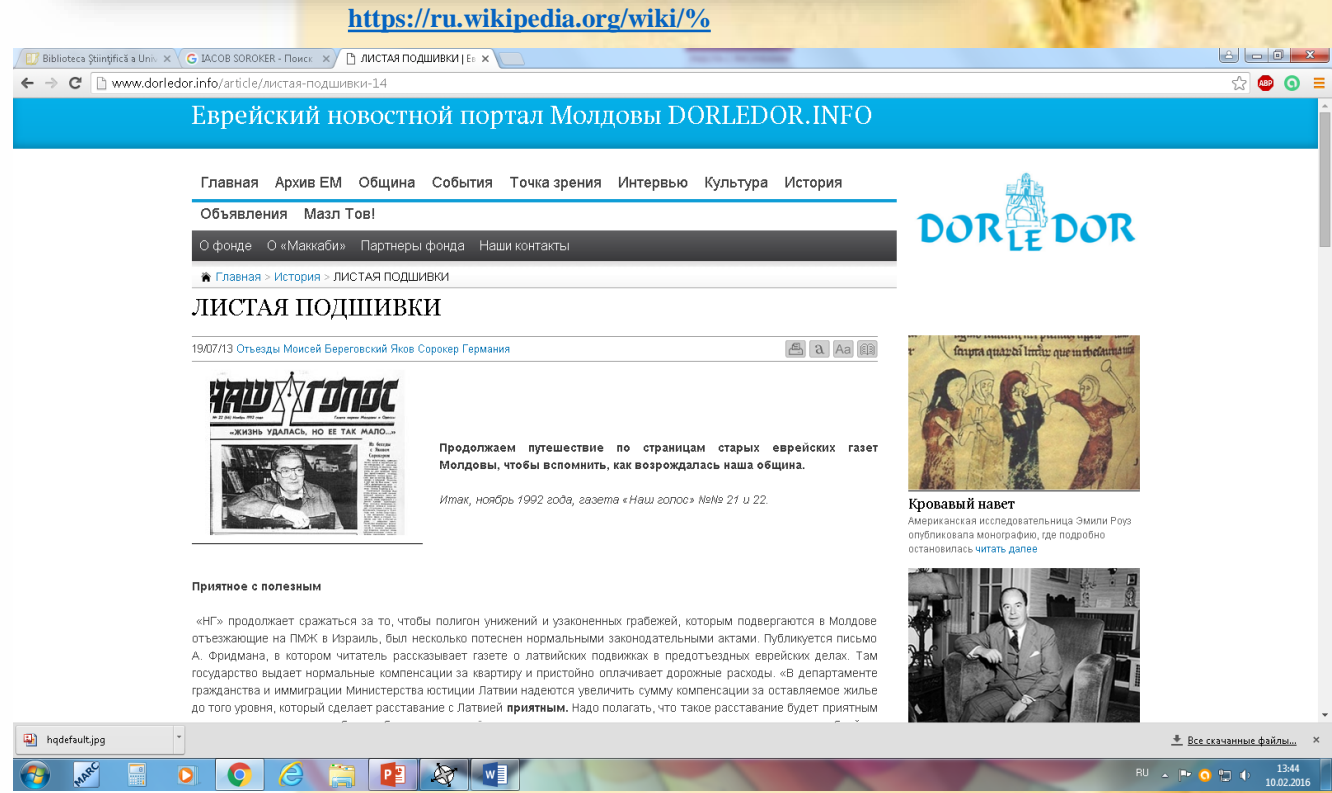 https://ru.wikipedia.org/wiki/%
Biblioteca Științifică a Univ
IACOB SOROKER - Поиск
ЛИСТАЯ ПОДШИВКИ | Ев
www.dorledor.info/article/листая-подшивки-14
ABP
Еврейский новостной портал Молдовы DORLEDOR.INFO
Главная Архив ЕМ Община События Точка зрения Интервью Культура История
Объявления Мазл Тов!
О фонде О «Маккаби» Партнеры фонда Наши контакты
Главная > История > ЛИСТАЯ ПОДШИВКИ
DOR LE DOR
ЛИСТАЯ ПОДШИВКИ
19/07/13 Отъезды Моисей Береговский Яков Сорокер Германия
a Aa
НАШ ГОЛОС
«ЖИЗНЬ УДАЛАСЬ, НО ЕЕ ТАК МАЛО...»
Из беседы
с Яковом
Сорокером
Продолжаем путешествие по страницам старых еврейских газет
Молдовы, чтобы вспомнить, как возрождалась наша община.
Итак, ноябрь 1992 года, газета «Наш голос» №№ 21 и 22.
Кровавый навет
Американская исследовательница Эмили Роуз
опубликовала монографию, где подробно
остановилась читать далее
Приятное с полезным
«НГ» продолжает сражаться за то, чтобы полигон унижений и узаконенных грабежей, которым подвергаются в Молдове
отъезжающие на ПМЖ в Израиль, был несколько потеснен нормальными законодательными актами. Публикуется письмо
А. Фридмана, в котором читатель рассказывает газете о латвийских подвижках в предотъездных еврейских делах. Там
государство выдает нормальные компенсации за квартиру и пристойно оплачивает дорожные расходы. «В департаменте
гражданства и иммиграции Министерства юстиции Латвии надеются увеличить сумму компенсации за оставляемое жилье
до того уровня, который сделает расставание с Латвией приятным. Надо полагать, что такое расставание будет приятным
hqdefault.jpg
Все скачанные файлы...
MARC
RU
13:44
10.02.2016